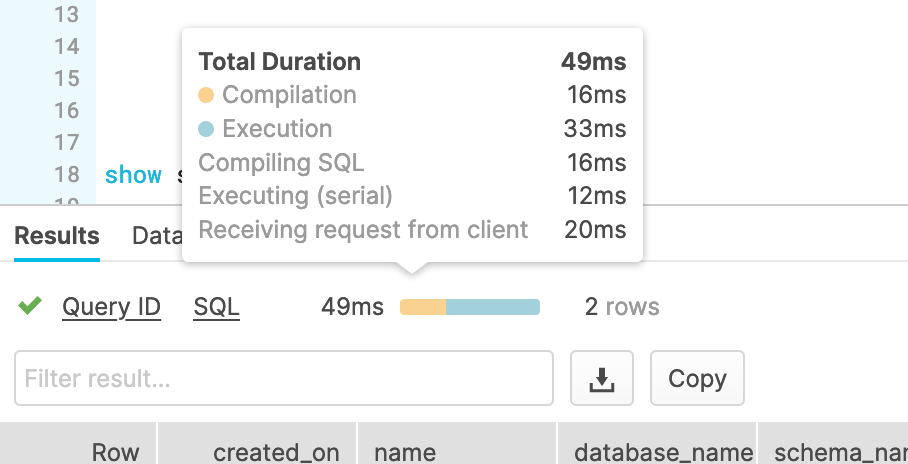 13
14
15
16
17
18 show
Total Duration 49ms
Compilation 16ms
Execution 33ms
Compiling SQL 16ms
Executing (serial) 12ms
Receiving request from client 20ms
Results Data
Query ID SQL 49ms 2 rows
Filter result... Copy
Row created_on name database_name